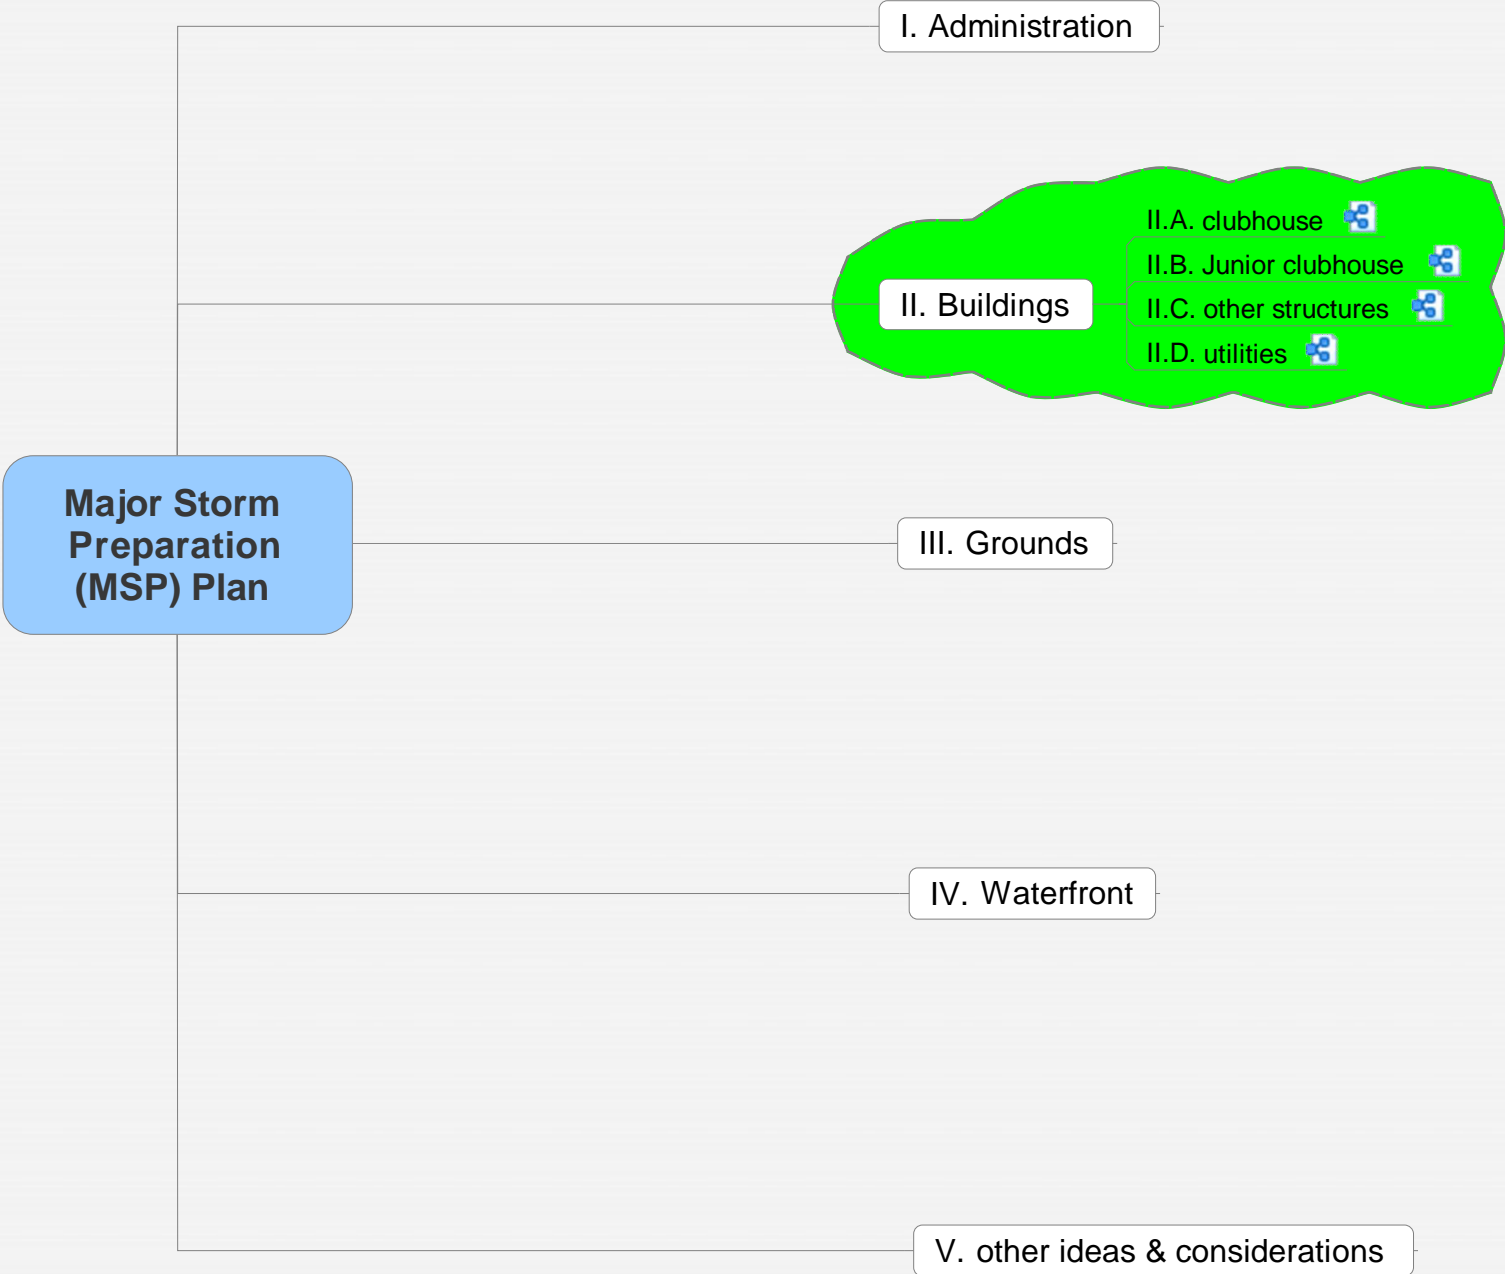 I. Administration
II.A. clubhouse
II.B. Junior clubhouse
II. Buildings
II.C. other structures
II.D. utilities
Major Storm
Preparation
(MSP) Plan
III. Grounds
IV. Waterfront
V. other ideas & considerations